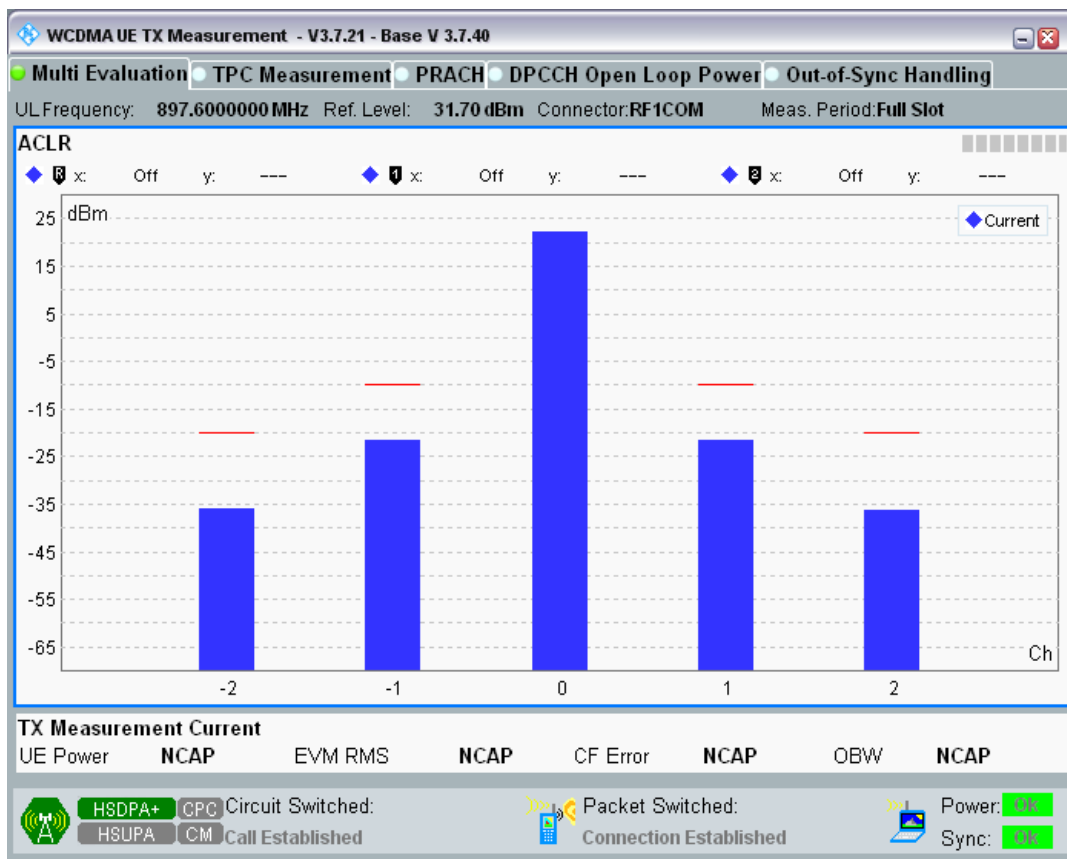 WCDMA UE TX Measurement - V3.7.21 - Base V 3.7.40
Multi Evaluation TPC Measurement PRACH DPCCH Open Loop Power Out-of-Sync Handling
UL Frequency: 897.6000000 MHz Ref. Level: 31.70 dBm Connector:RF1COM Meas. Period:Full Slot
ACLR
R x: Off y: --- 1 x: Off y: --- 2 x: Off y: ---
dBm
Current
25
15
5
-5
-15
-25
-35
-45
-55
-65
Ch
-2 -1 0 1 2
TX Measurement Current
UE Power NCAP EVM RMS NCAP CF Error NCAP OBW NCAP
HSDPA+ CPC Circuit Switched: Packet Switched: Power: OK
HSUPA CM Call Established Connection Established Sync: OK